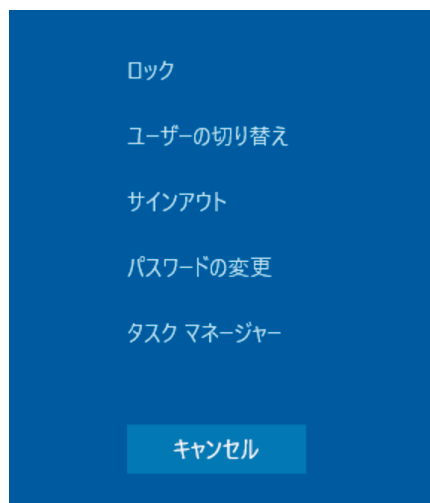 ロック
ユーザーの切り替え
サインアウト
パスワードの変更
タスク マネージャー
キャンセル